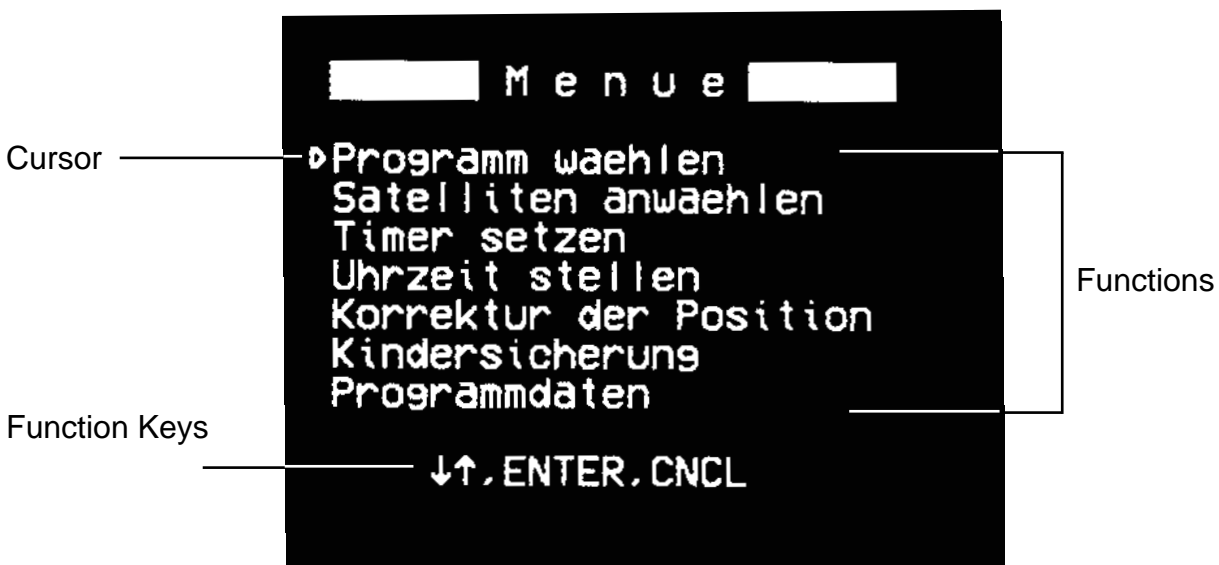 M e n u e
Cursor
Programm waehlen
Satelliten anwaehlen
Timer setzen
Uhrzeit stellen
Korrektur der Position
Kindersicherung
Programmdaten
Functions
Function Keys
↓↑,ENTER,CNCL